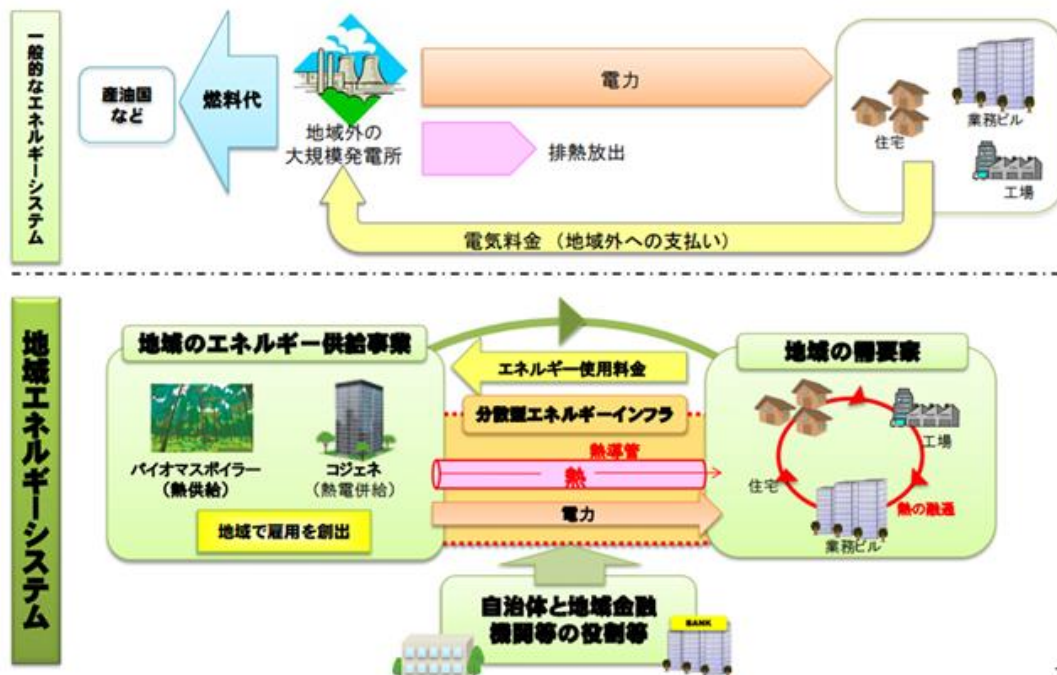 一般的なエネルギーシステム
産油国
など
燃料代
地域外の
大規模発電所
電力
排熱放出
電気料金（地域外への支払い）
住宅
業務ビル
工場
地域エネルギーシステム
地域のエネルギー供給事業
バイオマスボイラー
（熱供給）
コジェネ
（熱電併給）
地域で雇用を創出
エネルギー使用料金
分散型エネルギーインフラ
熱導管
熱
電力
地域の需要家
住宅
工場
熱の融通
業務ビル
自治体と地域金融
機関等の役割等
BANK